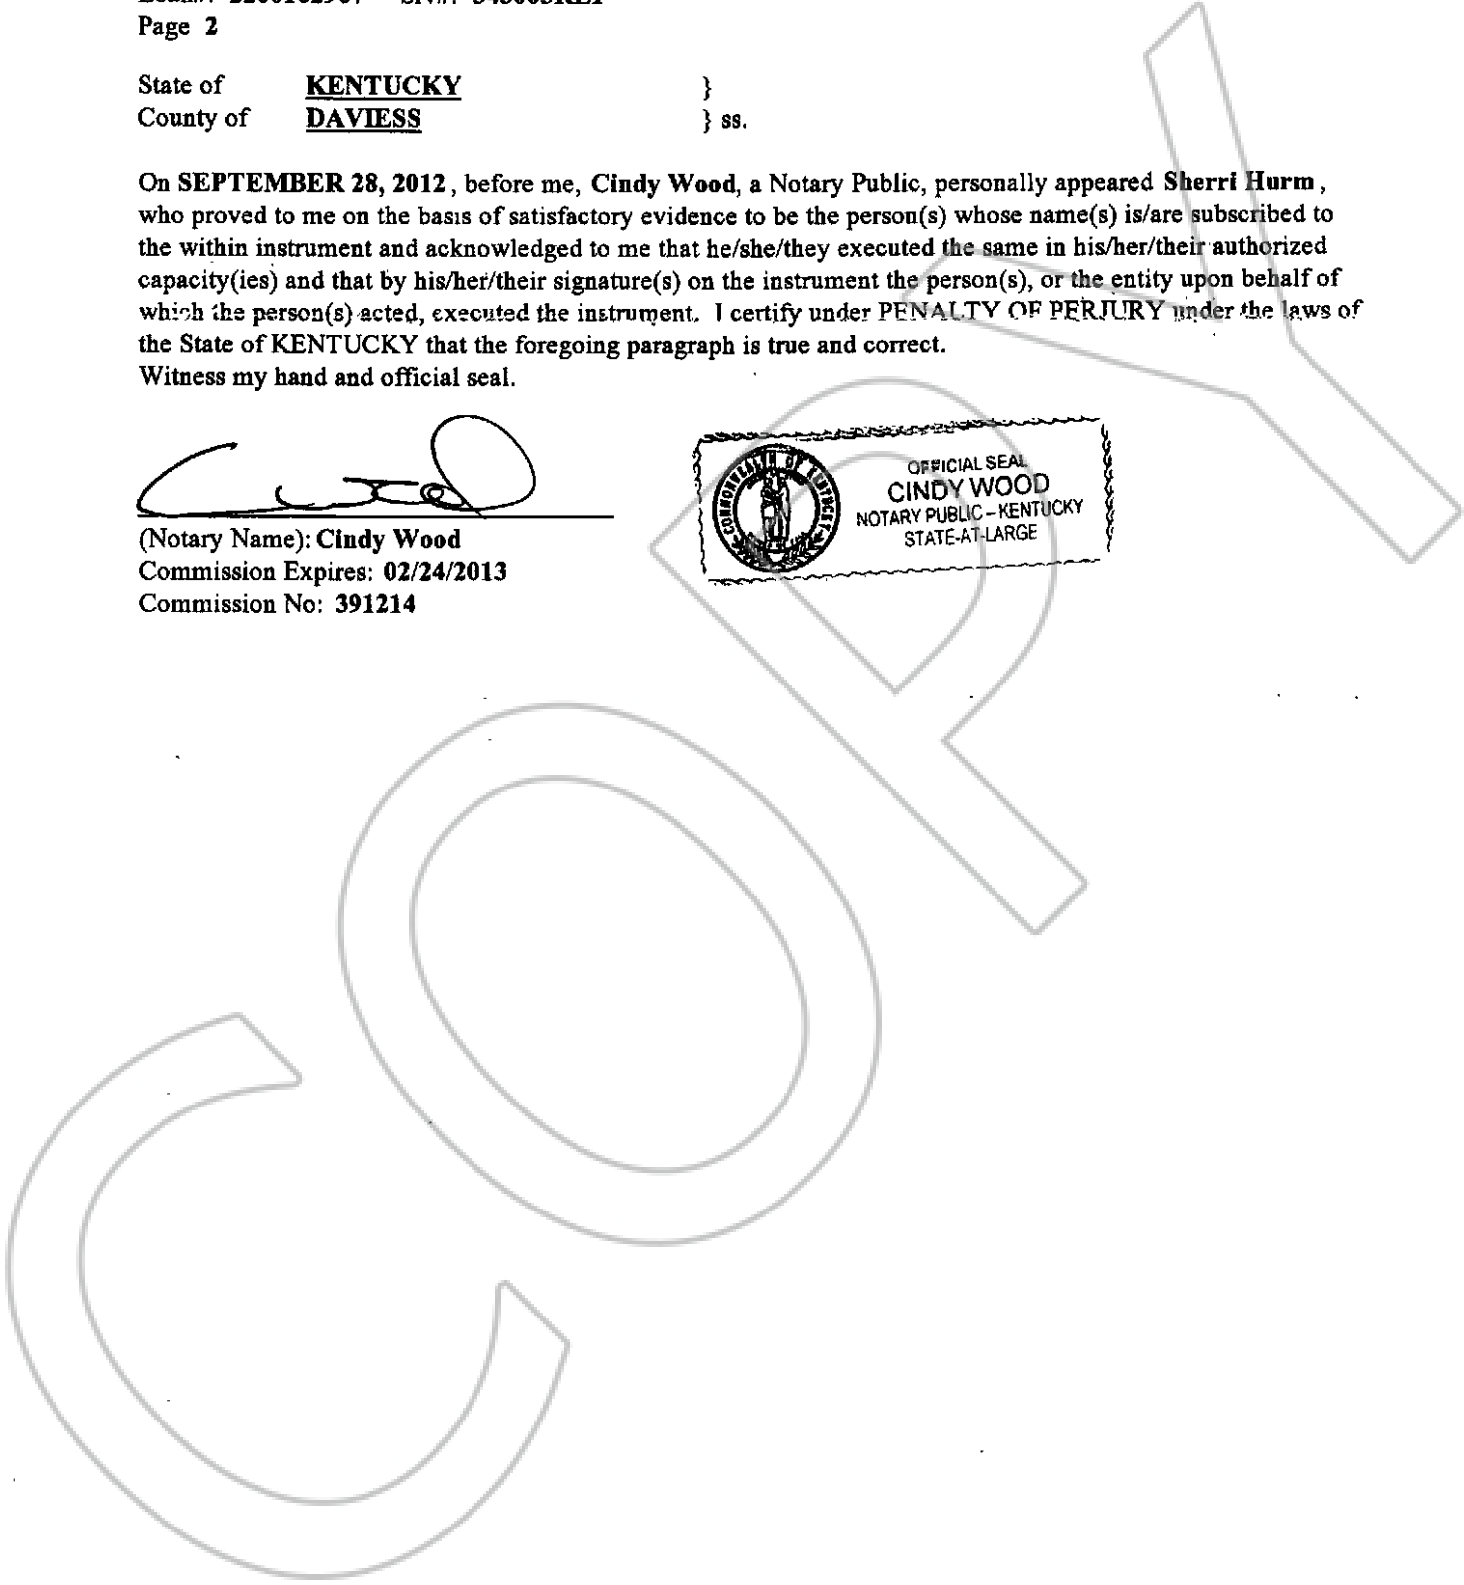 Page 2
State of KENTUCKY }
County of DAVIESS } ss.
On SEPTEMBER 28, 2012, before me, Cindy Wood, a Notary Public, personally appeared Sherri Hurm,
who proved to me on the basis of satisfactory evidence to be the person(s) whose name(s) is/are subscribed to
the within instrument and acknowledged to me that he/she/they executed the same in his/her/their authorized
capacity(ies) and that by his/her/their signature(s) on the instrument the person(s), or the entity upon behalf of
which the person(s) acted, executed the instrument. I certify under PENALTY OF PERJURY under the laws of
the State of KENTUCKY that the foregoing paragraph is true and correct.
Witness my hand and official seal.
COMMONWEALTH OF KENTUCKY
OFFICIAL SEAL
CINDY WOOD
NOTARY PUBLIC – KENTUCKY
STATE-AT-LARGE
(Notary Name): Cindy Wood
Commission Expires: 02/24/2013
Commission No: 391214
COPY